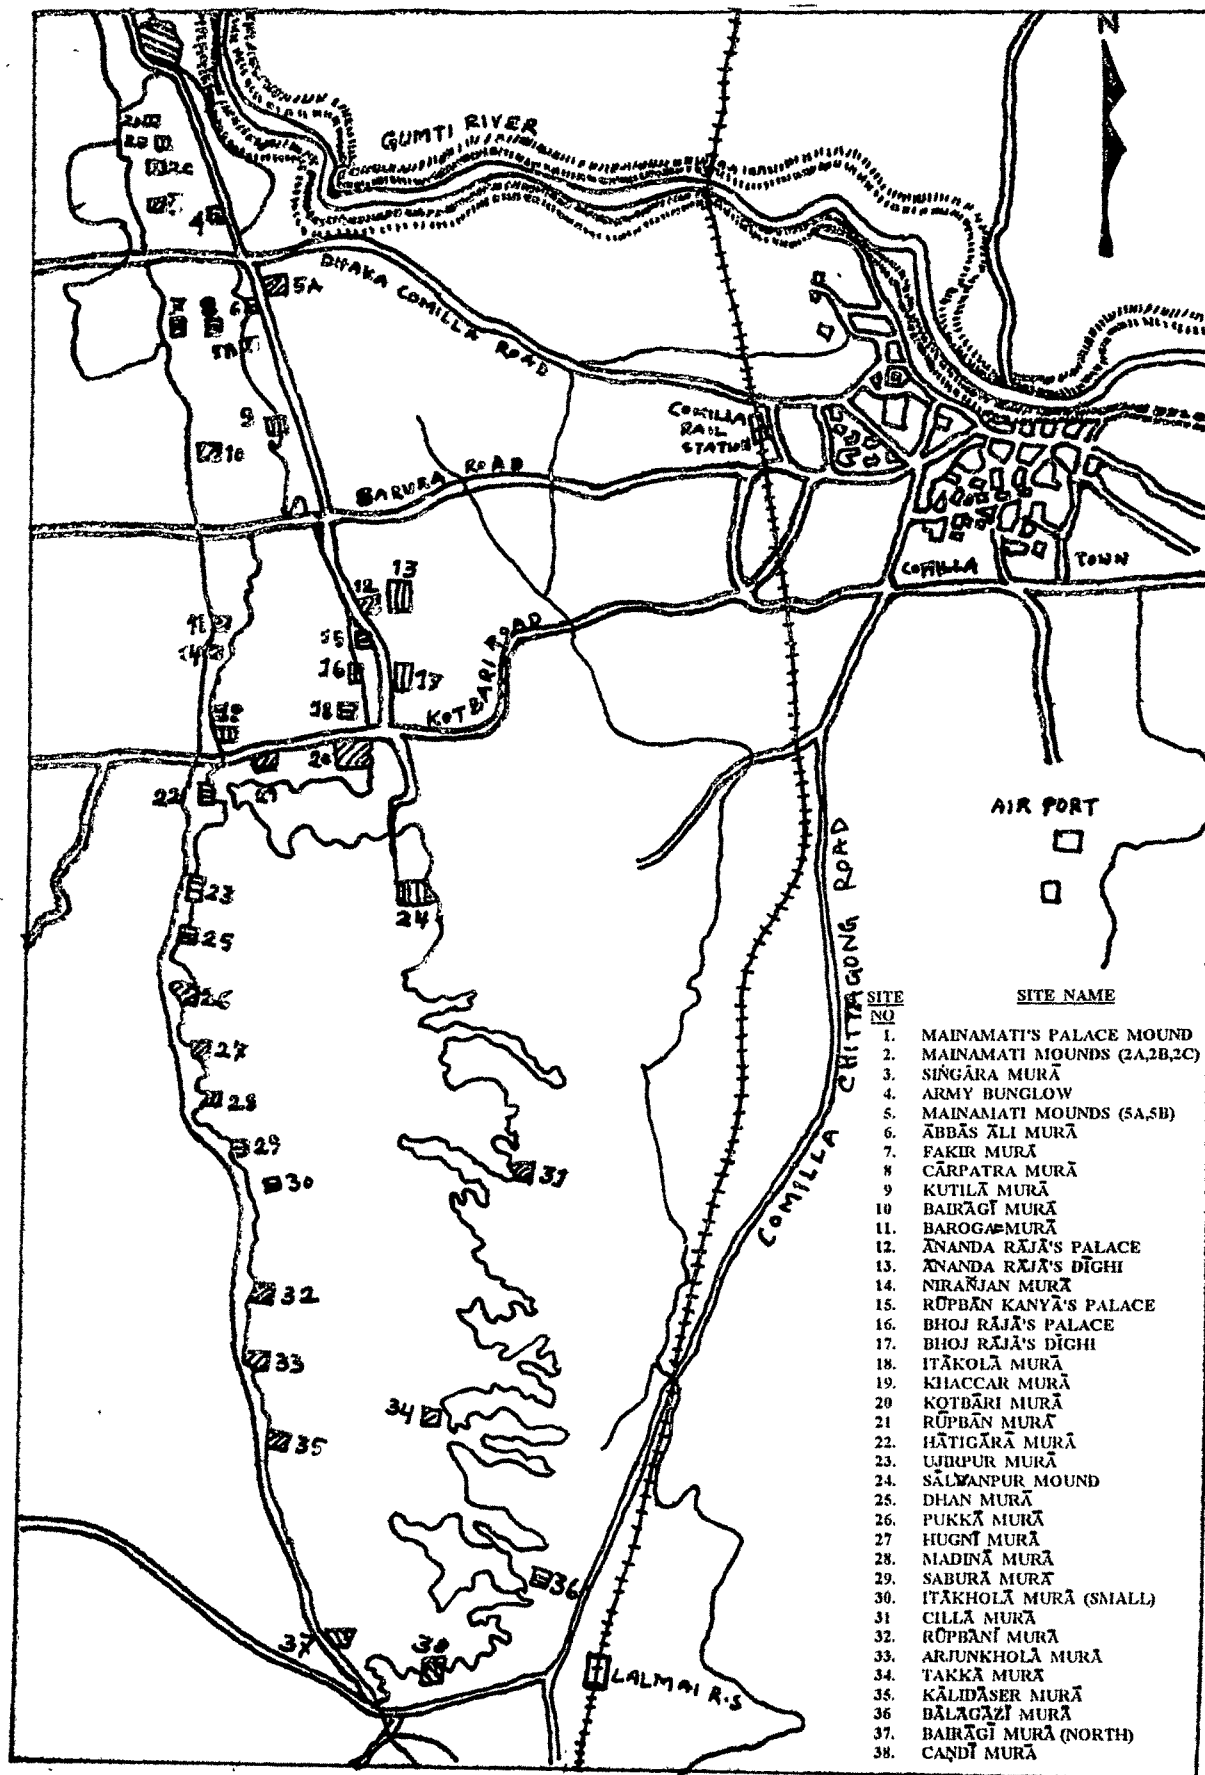 N
GUMTI RIVER
2C
4
DHAKA COMILLA ROAD
5A
6
5B
9
10
COMILLA
RAIL
STATION
BARURA ROAD
COMILLA TOWN
13
12
11
15
14
16
17
KOTBARI ROAD
18
19
20
21
22
AIR PORT
23
24
25
26
27
28
29
30
31
32
33
34
35
36
37
38
COMILLA CHITTAGONG ROAD
LALMAI R.S
SITE NO SITE NAME
1. MAINAMATI'S PALACE MOUND
2. MAINAMATI MOUNDS (2A,2B,2C)
3. SIṄGĀRA MURĀ
4. ARMY BUNGLOW
5. MAINAMATI MOUNDS (5A,5B)
6. ĀBBĀS ĀLI MURĀ
7. FAKIR MURĀ
8 CĀRPATRA MURĀ
9 KUTILĀ MURĀ
10 BAIRĀGĪ MURĀ
11. BAROGA MURĀ
12. ĀNANDA RĀJĀ'S PALACE
13. ĀNANDA RĀJĀ'S DĪGHI
14. NIRAÑJAN MURĀ
15. RŪPBĀN KANYĀ'S PALACE
16. BHOJ RĀJĀ'S PALACE
17. BHOJ RĀJĀ'S DĪGHI
18. ITĀKOLĀ MURĀ
19. KHACCAR MURĀ
20 KOTBĀRI MURĀ
21 RŪPBĀN MURĀ
22. HĀTIGĀRĀ MURĀ
23. UJIRPUR MURĀ
24. SĀLVANPUR MOUND
25. DHAN MURĀ
26. PUKKĀ MURĀ
27 HUGNĪ MURĀ
28. MADINĀ MURĀ
29. SABURĀ MURĀ
30. ITĀKHOLĀ MURĀ (SMALL)
31 CILLĀ MURĀ
32. RŪPBĀNĪ MURĀ
33. ARJUNKHOLĀ MURĀ
34. TAKKĀ MURĀ
35. KĀLIDĀSER MURĀ
36 BĀLAGĀZĪ MURĀ
37. BAIRĀGĪ MURĀ (NORTH)
38. CAṆḌĪ MURĀ